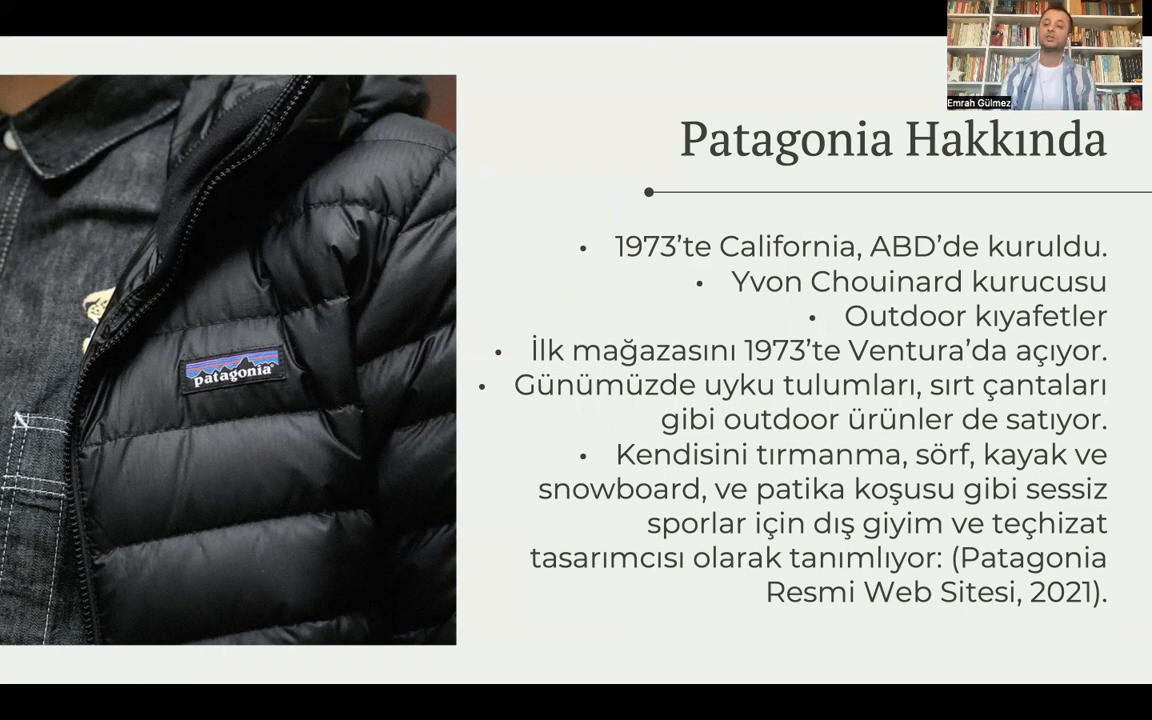 Emrah Gülmez
Patagonia Hakkında
• 1973’te California, ABD’de kuruldu.
• Yvon Chouinard kurucusu
• Outdoor kıyafetler
• İlk mağazasını 1973’te Ventura’da açıyor.
• Günümüzde uyku tulumları, sırt çantaları
gibi outdoor ürünler de satıyor.
• Kendisini tırmanma, sörf, kayak ve
snowboard, ve patika koşusu gibi sessiz
sporlar için dış giyim ve teçhizat
tasarımcısı olarak tanımlıyor: (Patagonia
Resmi Web Sitesi, 2021).
patagonia